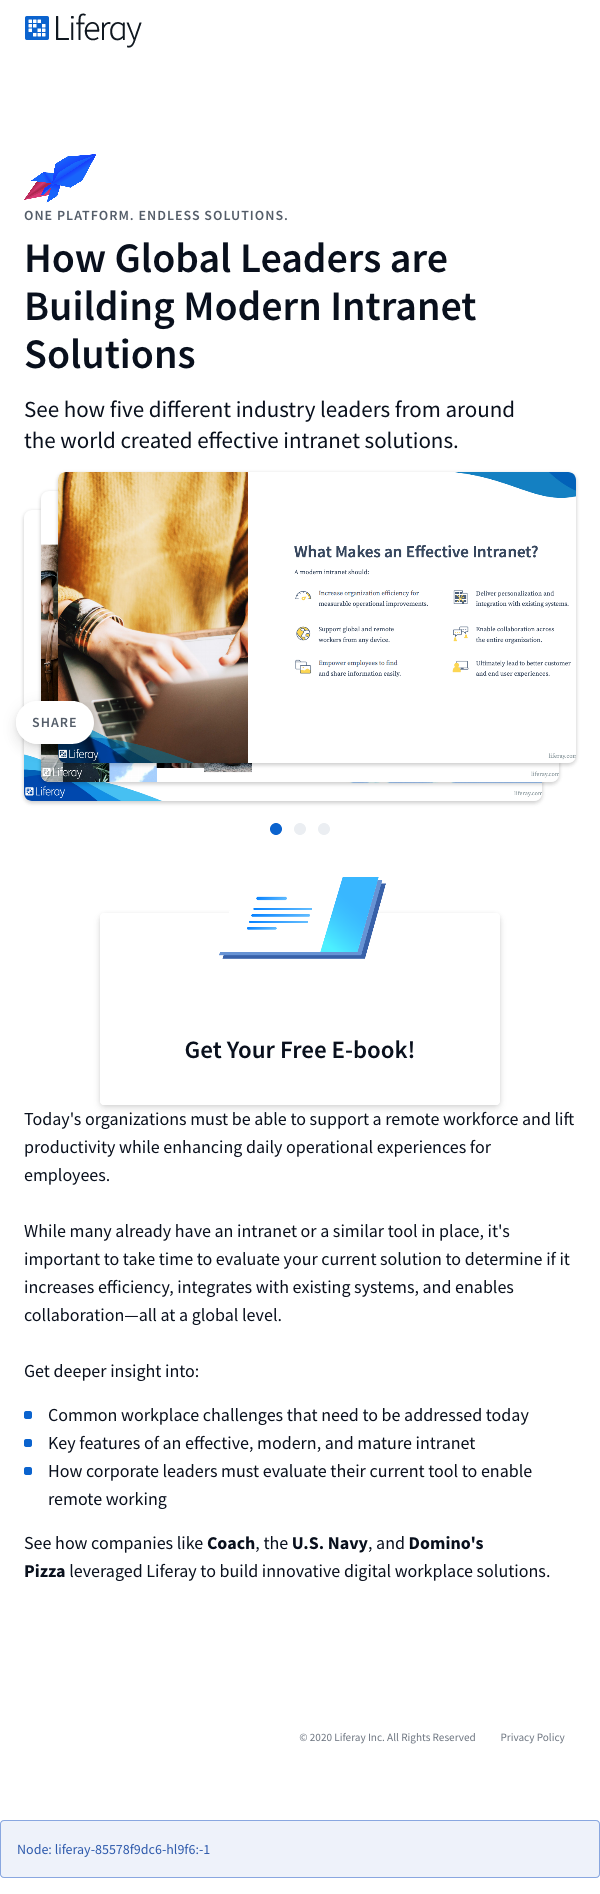 Liferay
ONE PLATFORM. ENDLESS SOLUTIONS.
How Global Leaders are
Building Modern Intranet
Solutions
See how five different industry leaders from around
the world created effective intranet solutions.
What Makes an Effective Intranet?
A modern intranet should:
Increase organization efficiency for
measurable operational improvements.
Deliver personalization and
integration with existing systems.
Support global and remote
workers from any device.
Enable collaboration across
the entire organization.
Empower employees to find
and share information easily.
Ultimately lead to better customer
and end user experiences.
SHARE
Liferay
liferay.com
Liferay
liferay.com
Liferay
liferay.com
Get Your Free E-book!
Today's organizations must be able to support a remote workforce and lift
productivity while enhancing daily operational experiences for
employees.
While many already have an intranet or a similar tool in place, it's
important to take time to evaluate your current solution to determine if it
increases efficiency, integrates with existing systems, and enables
collaboration—all at a global level.
Get deeper insight into:
Common workplace challenges that need to be addressed today
Key features of an effective, modern, and mature intranet
How corporate leaders must evaluate their current tool to enable
remote working
See how companies like Coach, the U.S. Navy, and Domino's
Pizza leveraged Liferay to build innovative digital workplace solutions.
© 2020 Liferay Inc. All Rights Reserved Privacy Policy
Node: liferay-85578f9dc6-hl9f6:-1